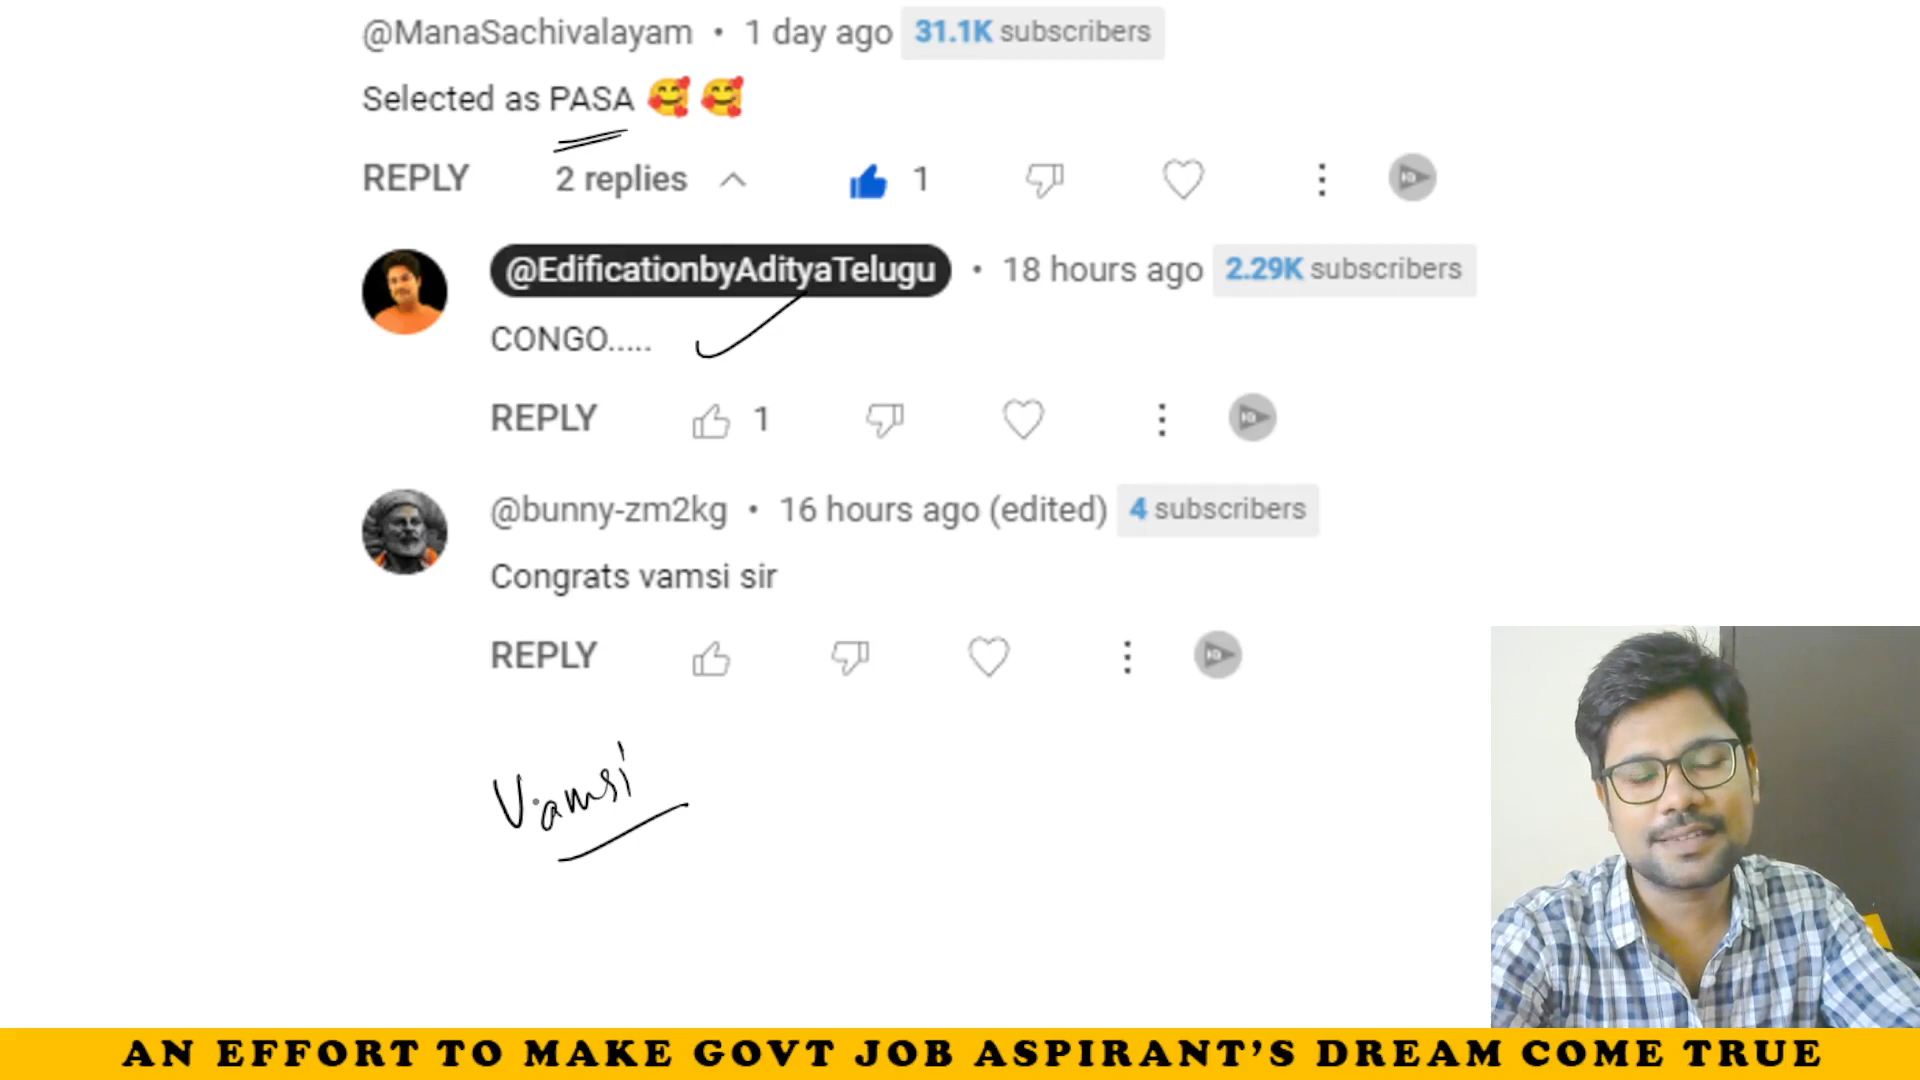 @ManaSachivalayam • 1 day ago 31.1K subscribers
Selected as PASA 🥰 🥰
REPLY 2 replies 1
@EdificationbyAdityaTelugu • 18 hours ago 2.29K subscribers
CONGO.....
REPLY 1
@bunny-zm2kg • 16 hours ago (edited) 4 subscribers
Congrats vamsi sir
REPLY
Vamsi
AN EFFORT TO MAKE GOVT JOB ASPIRANT'S DREAM COME TRUE